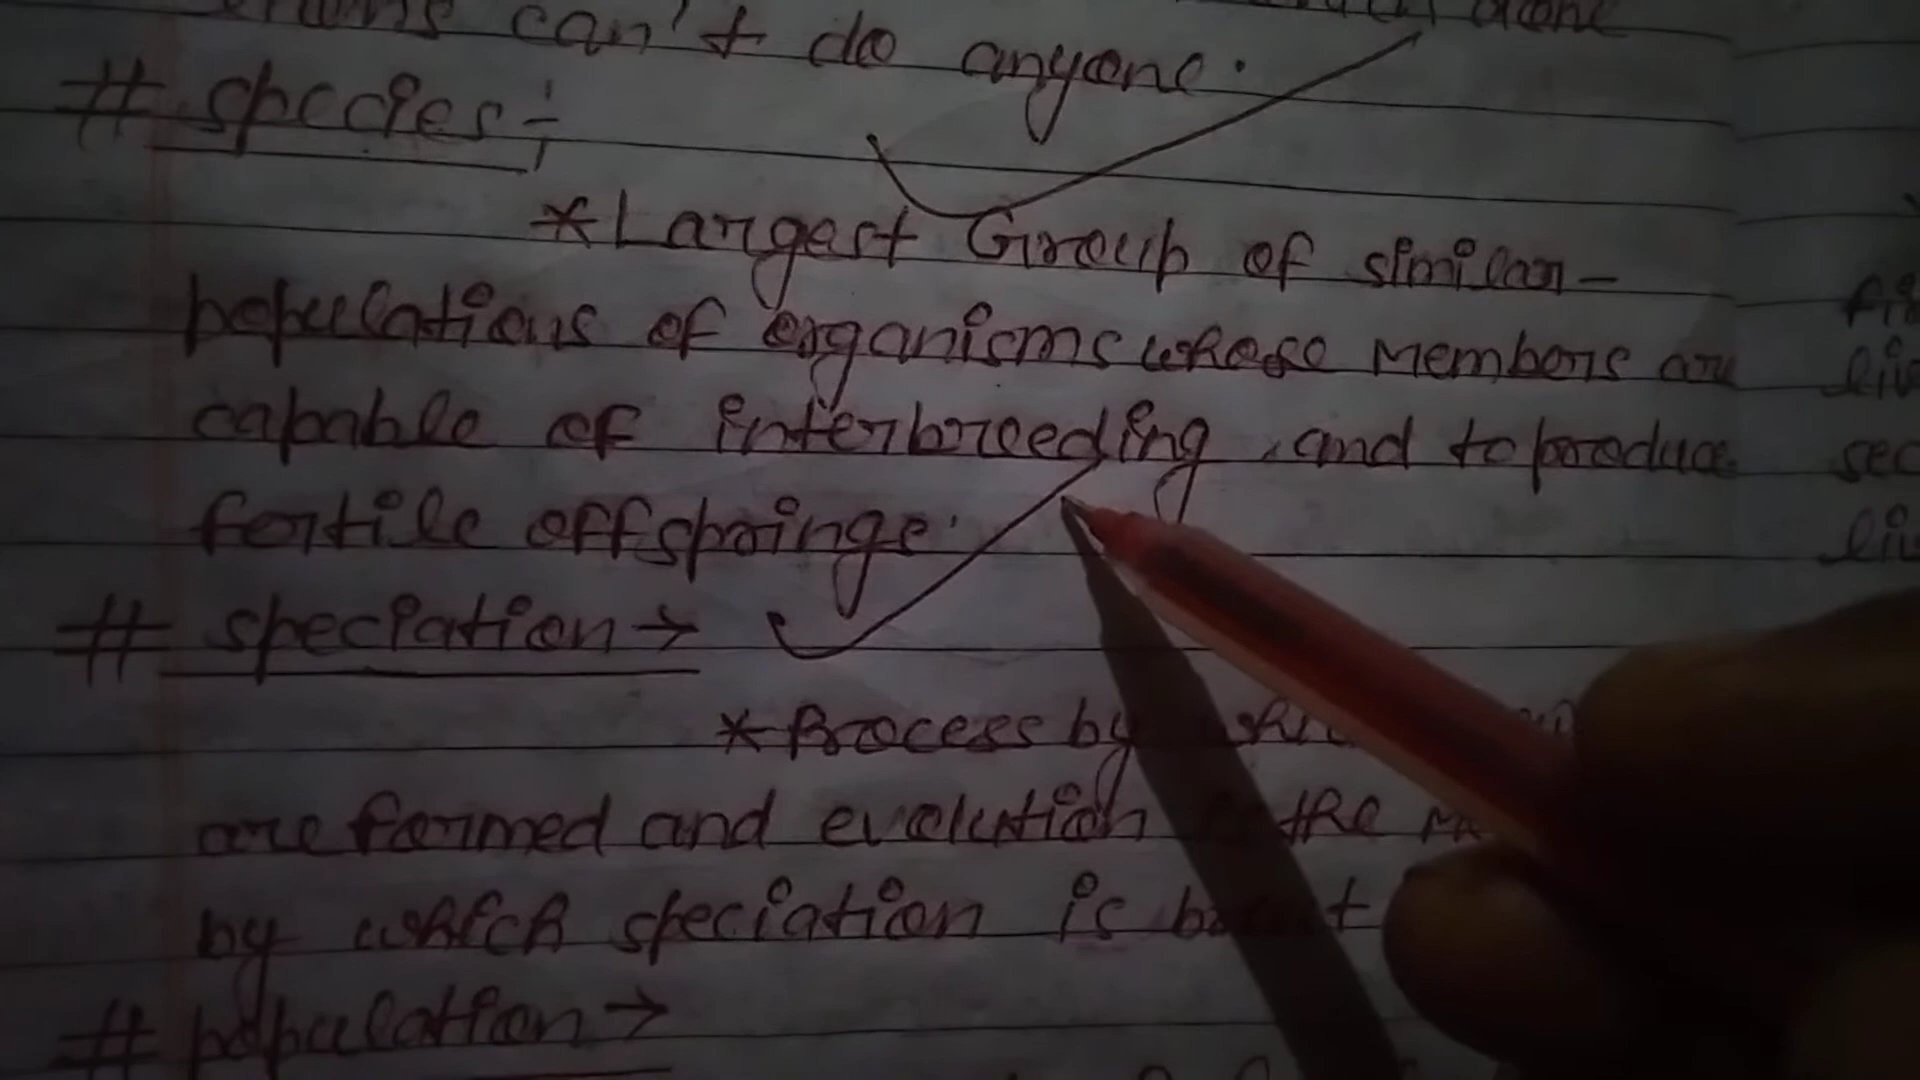 can't do anyone.
# species:-
* Largest Group of similar-
populations of organisms whose Members are
capable of interbreeding, and to produce
fertile offsprings.
# speciation →
* Process by
are formed and evolution the
by which speciation is
# population →